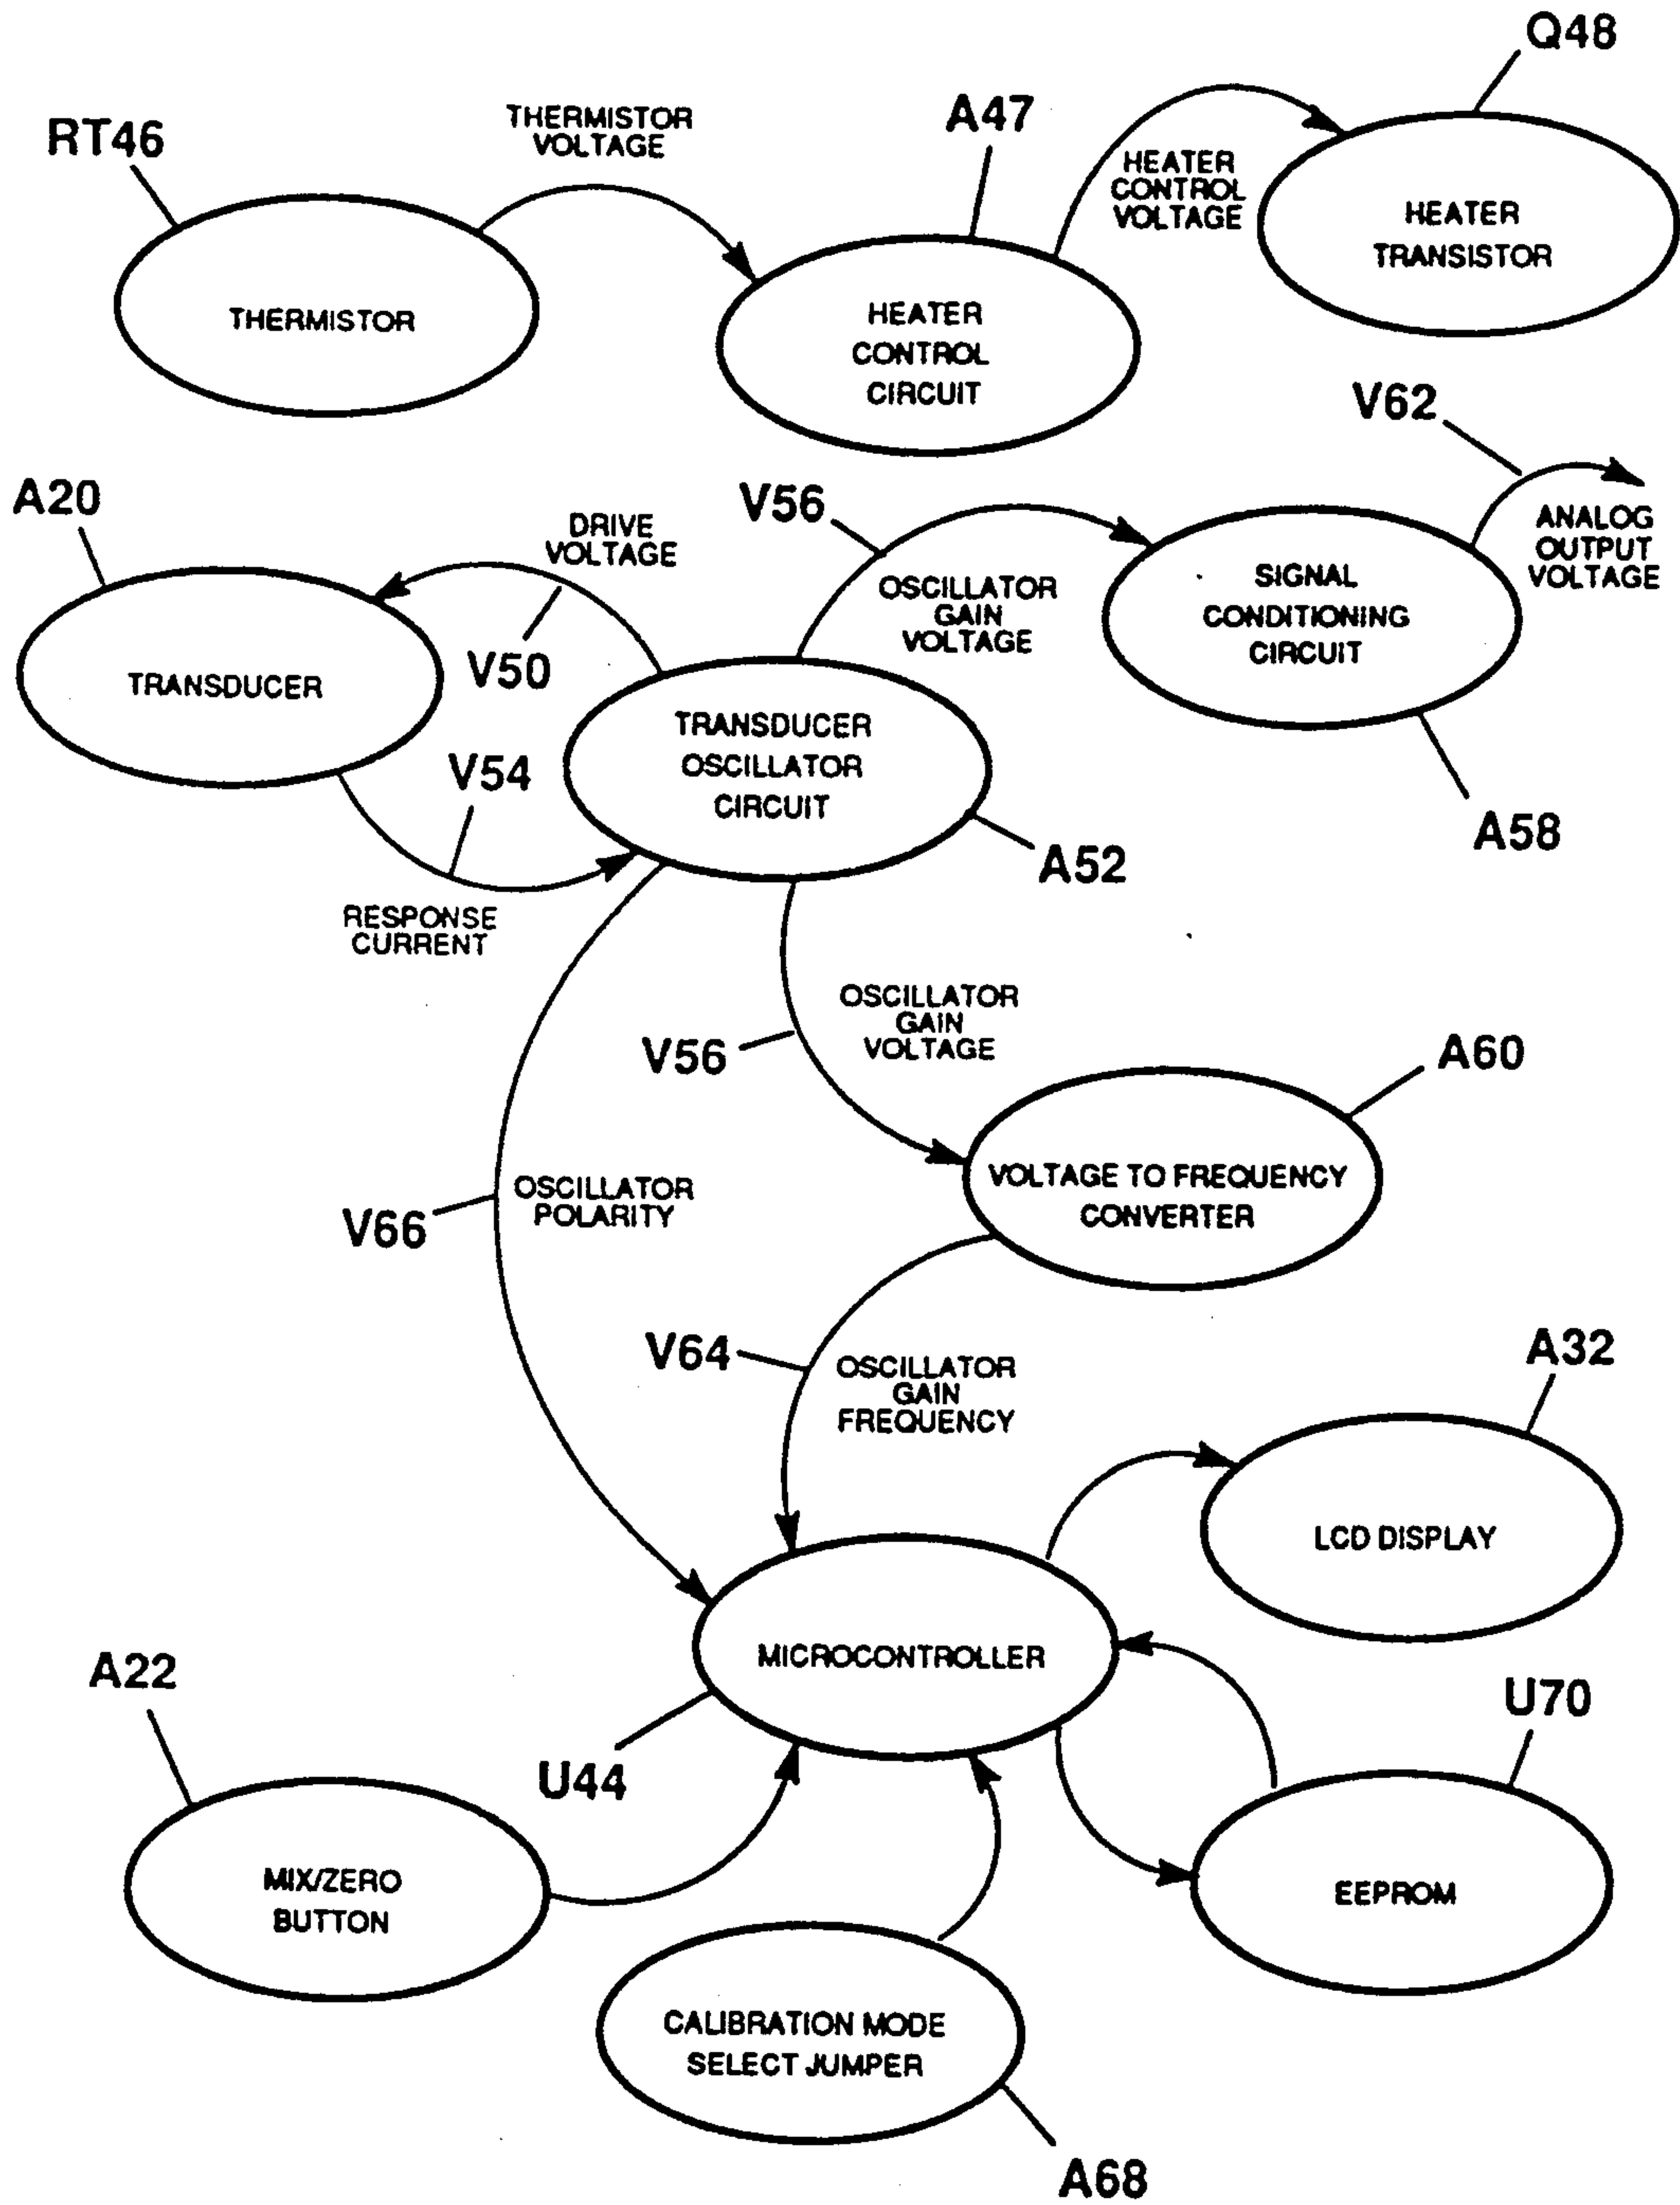 Q48
RT46
THERMISTOR
VOLTAGE
A47
HEATER
CONTROL
VOLTAGE
HEATER
TRANSISTOR
THERMISTOR
HEATER
CONTROL
CIRCUIT
V62
A20
DRIVE
VOLTAGE
V56
ANALOG
OUTPUT
VOLTAGE
OSCILLATOR
GAIN
VOLTAGE
SIGNAL
CONDITIONING
CIRCUIT
V50
TRANSDUCER
TRANSDUCER
OSCILLATOR
CIRCUIT
V54
A58
A52
RESPONSE
CURRENT
OSCILLATOR
GAIN
VOLTAGE
V56
A60
VOLTAGE TO FREQUENCY
CONVERTER
OSCILLATOR
POLARITY
V66
V64
OSCILLATOR
GAIN
FREQUENCY
A32
LCD DISPLAY
MICROCONTROLLER
A22
U70
U44
MIX/ZERO
BUTTON
EEPROM
CALIBRATION MODE
SELECT JUMPER
A68